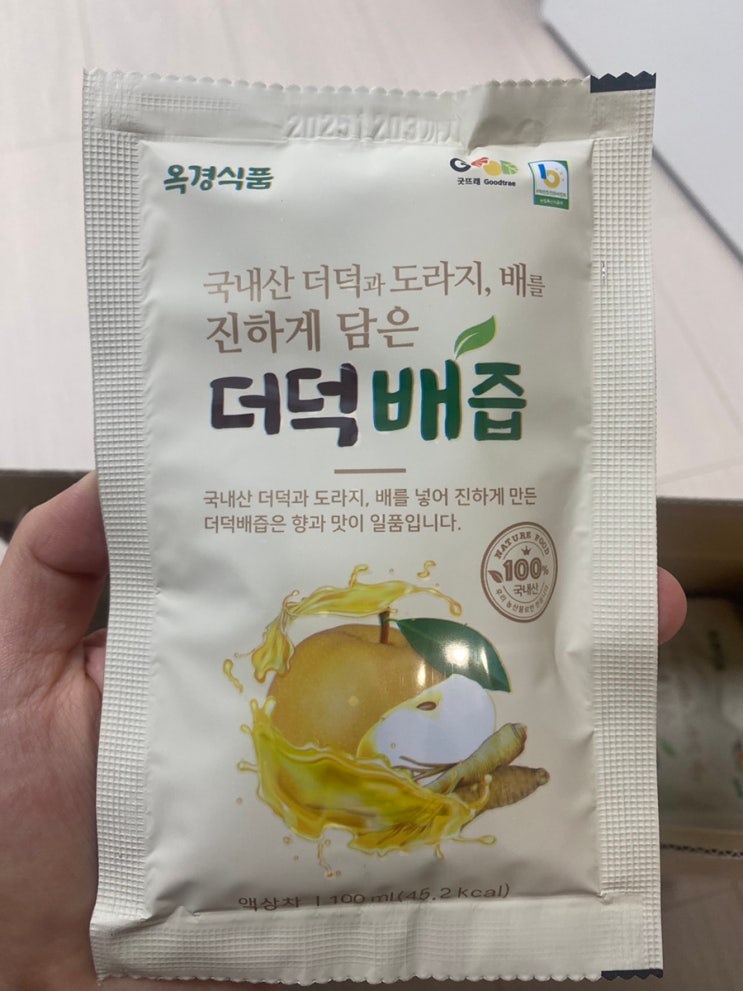 20251203까지
옥경식품
굿뜨래 Goodtrae
국내산 더덕과 도라지, 배를
진하게 담은
더덕배즙
국내산 더덕과 도라지, 배를 넣어 진하게 만든
더덕배즙은 향과 맛이 일품입니다.
NATURE FOOD
100%
국내산
액상차 | 100 ml(45.2 kcal)